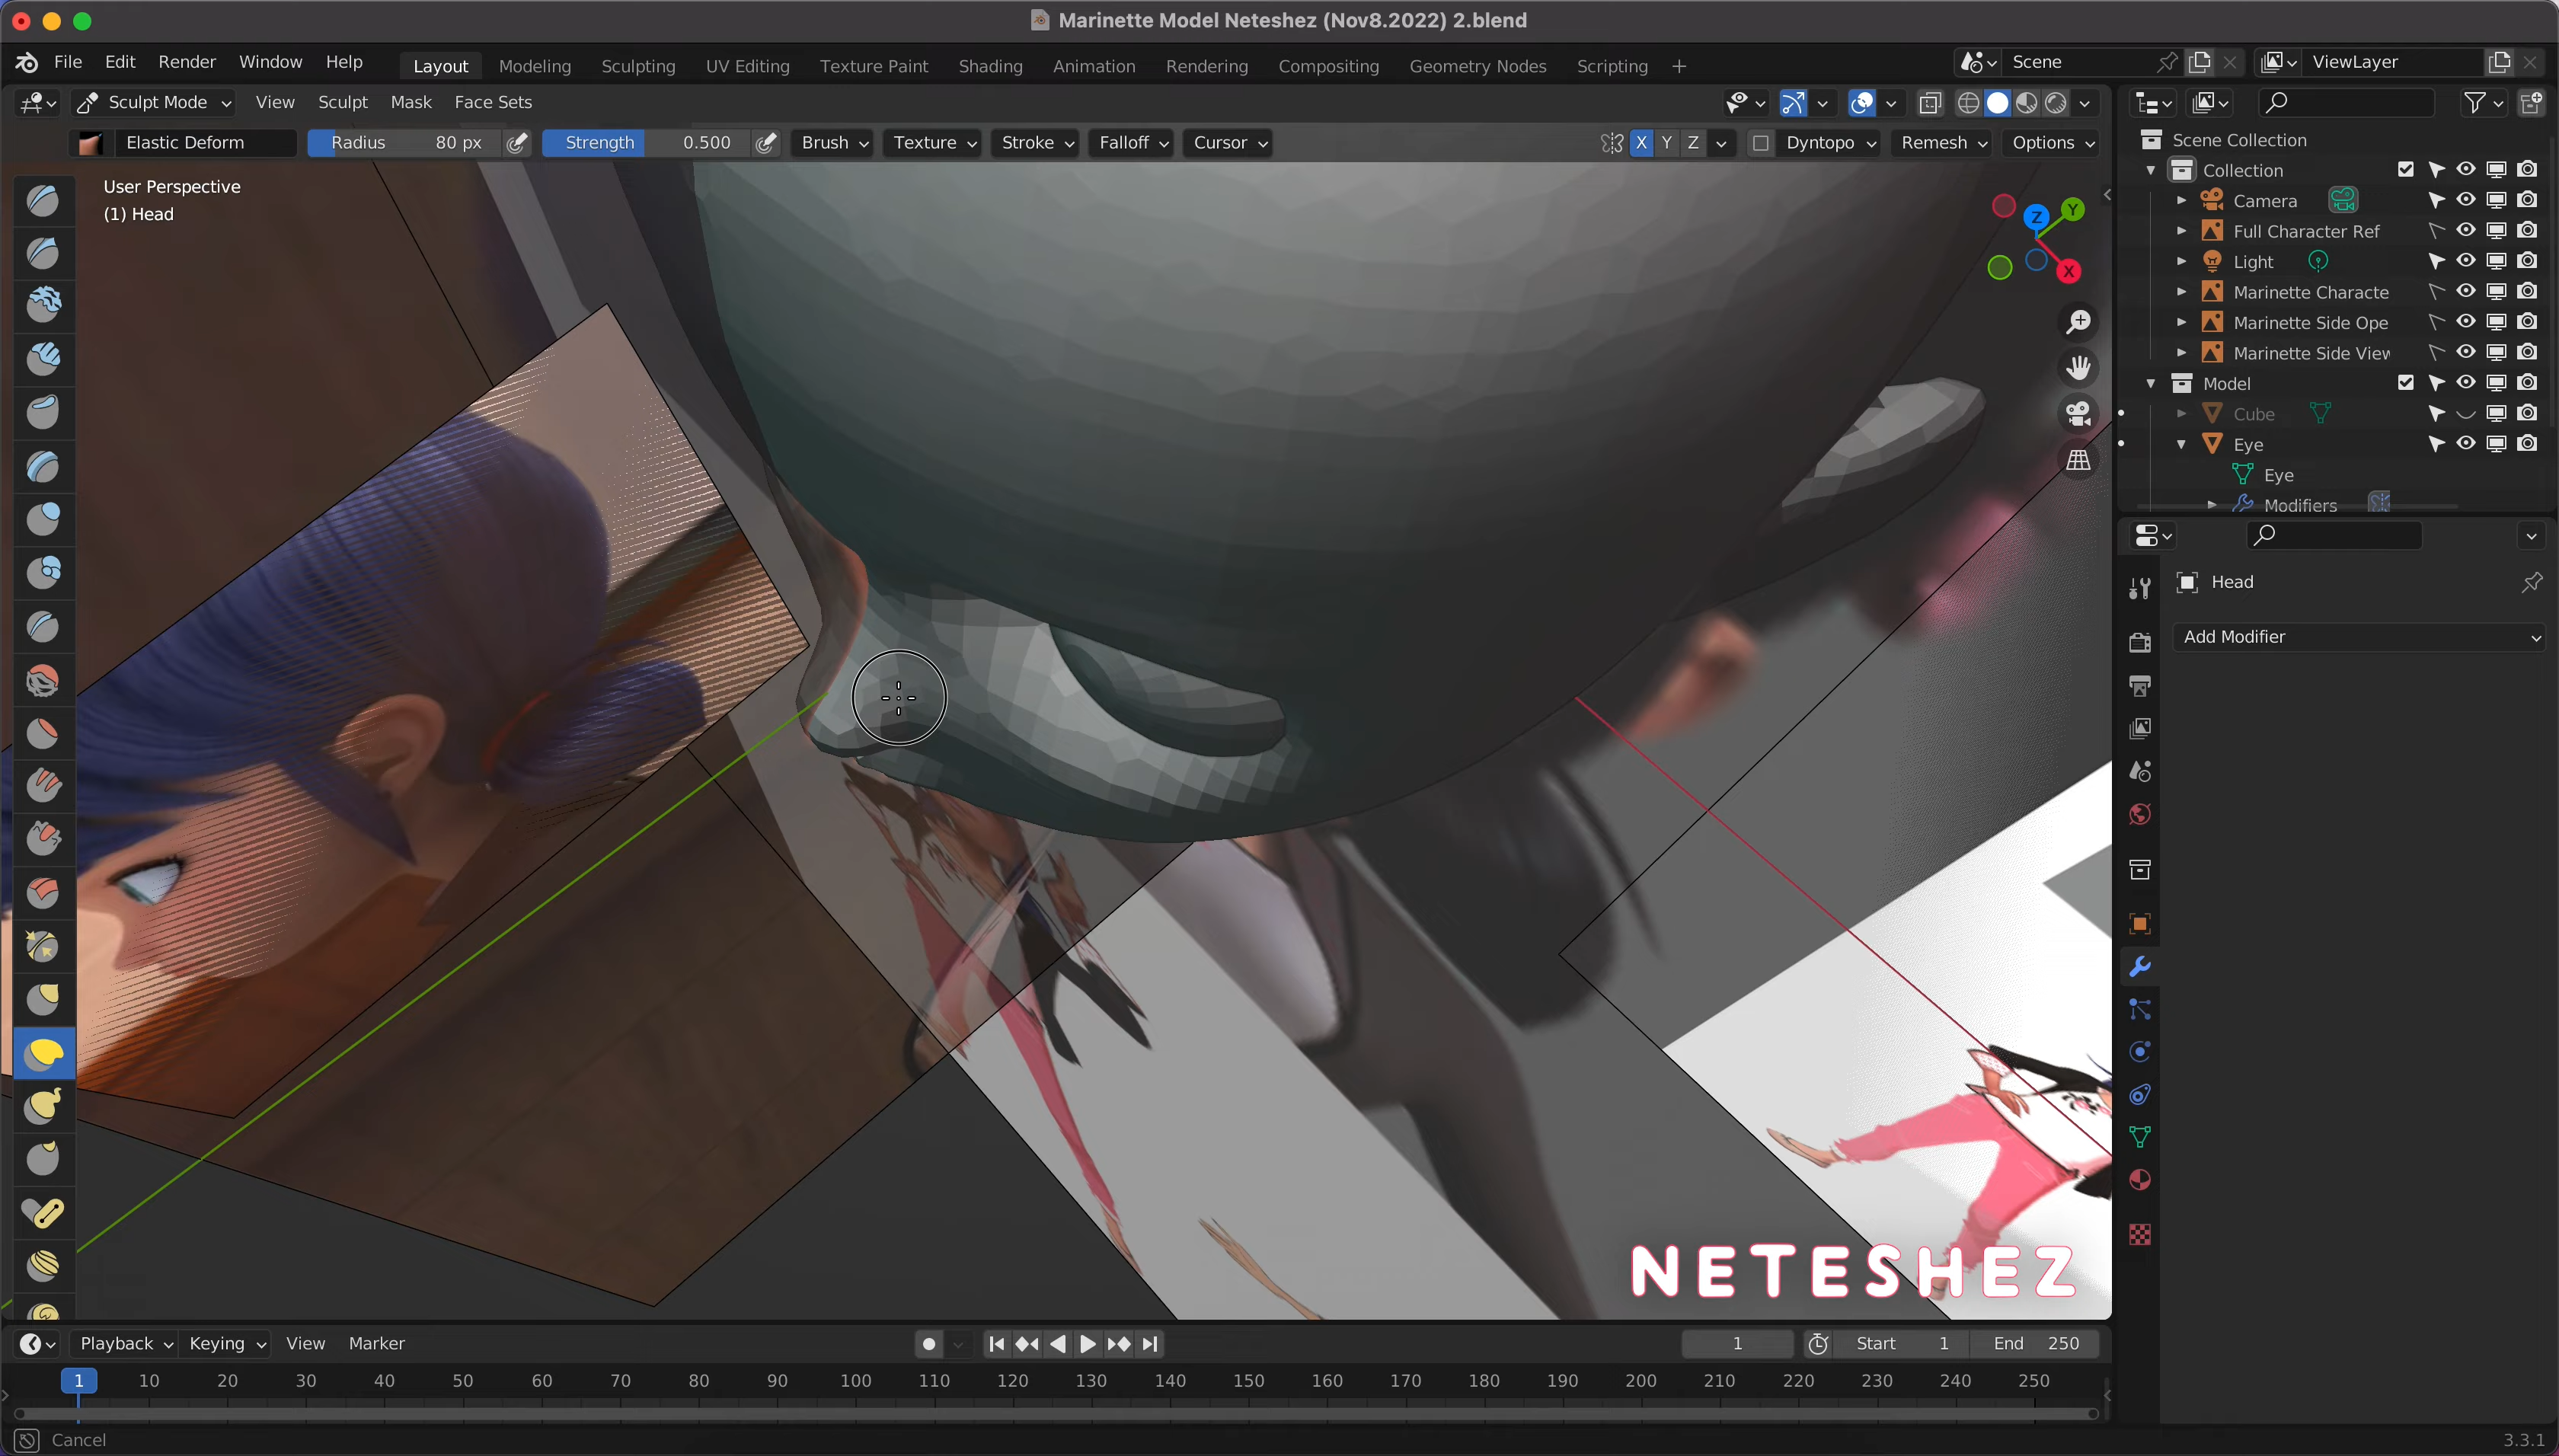 Marinette Model Neteshez (Nov8.2022) 2.blend
File Edit Render Window Help Layout Modeling Sculpting UV Editing Texture Paint Shading Animation Rendering Compositing Geometry Nodes Scripting + Scene ViewLayer
Sculpt Mode View Sculpt Mask Face Sets
Elastic Deform Radius 80 px Strength 0.500 Brush Texture Stroke Falloff Cursor X Y Z Dyntopo Remesh Options
User Perspective
(1) Head
Z Y
X
Scene Collection
Collection
Camera
Full Character Ref
Light
Marinette Characte
Marinette Side Ope
Marinette Side View
Model
Cube
Eye
Eye
Modifiers
Head
Add Modifier
NETESHEZ
Playback Keying View Marker 1 Start 1 End 250
1 10 20 30 40 50 60 70 80 90 100 110 120 130 140 150 160 170 180 190 200 210 220 230 240 250
Cancel 3.3.1